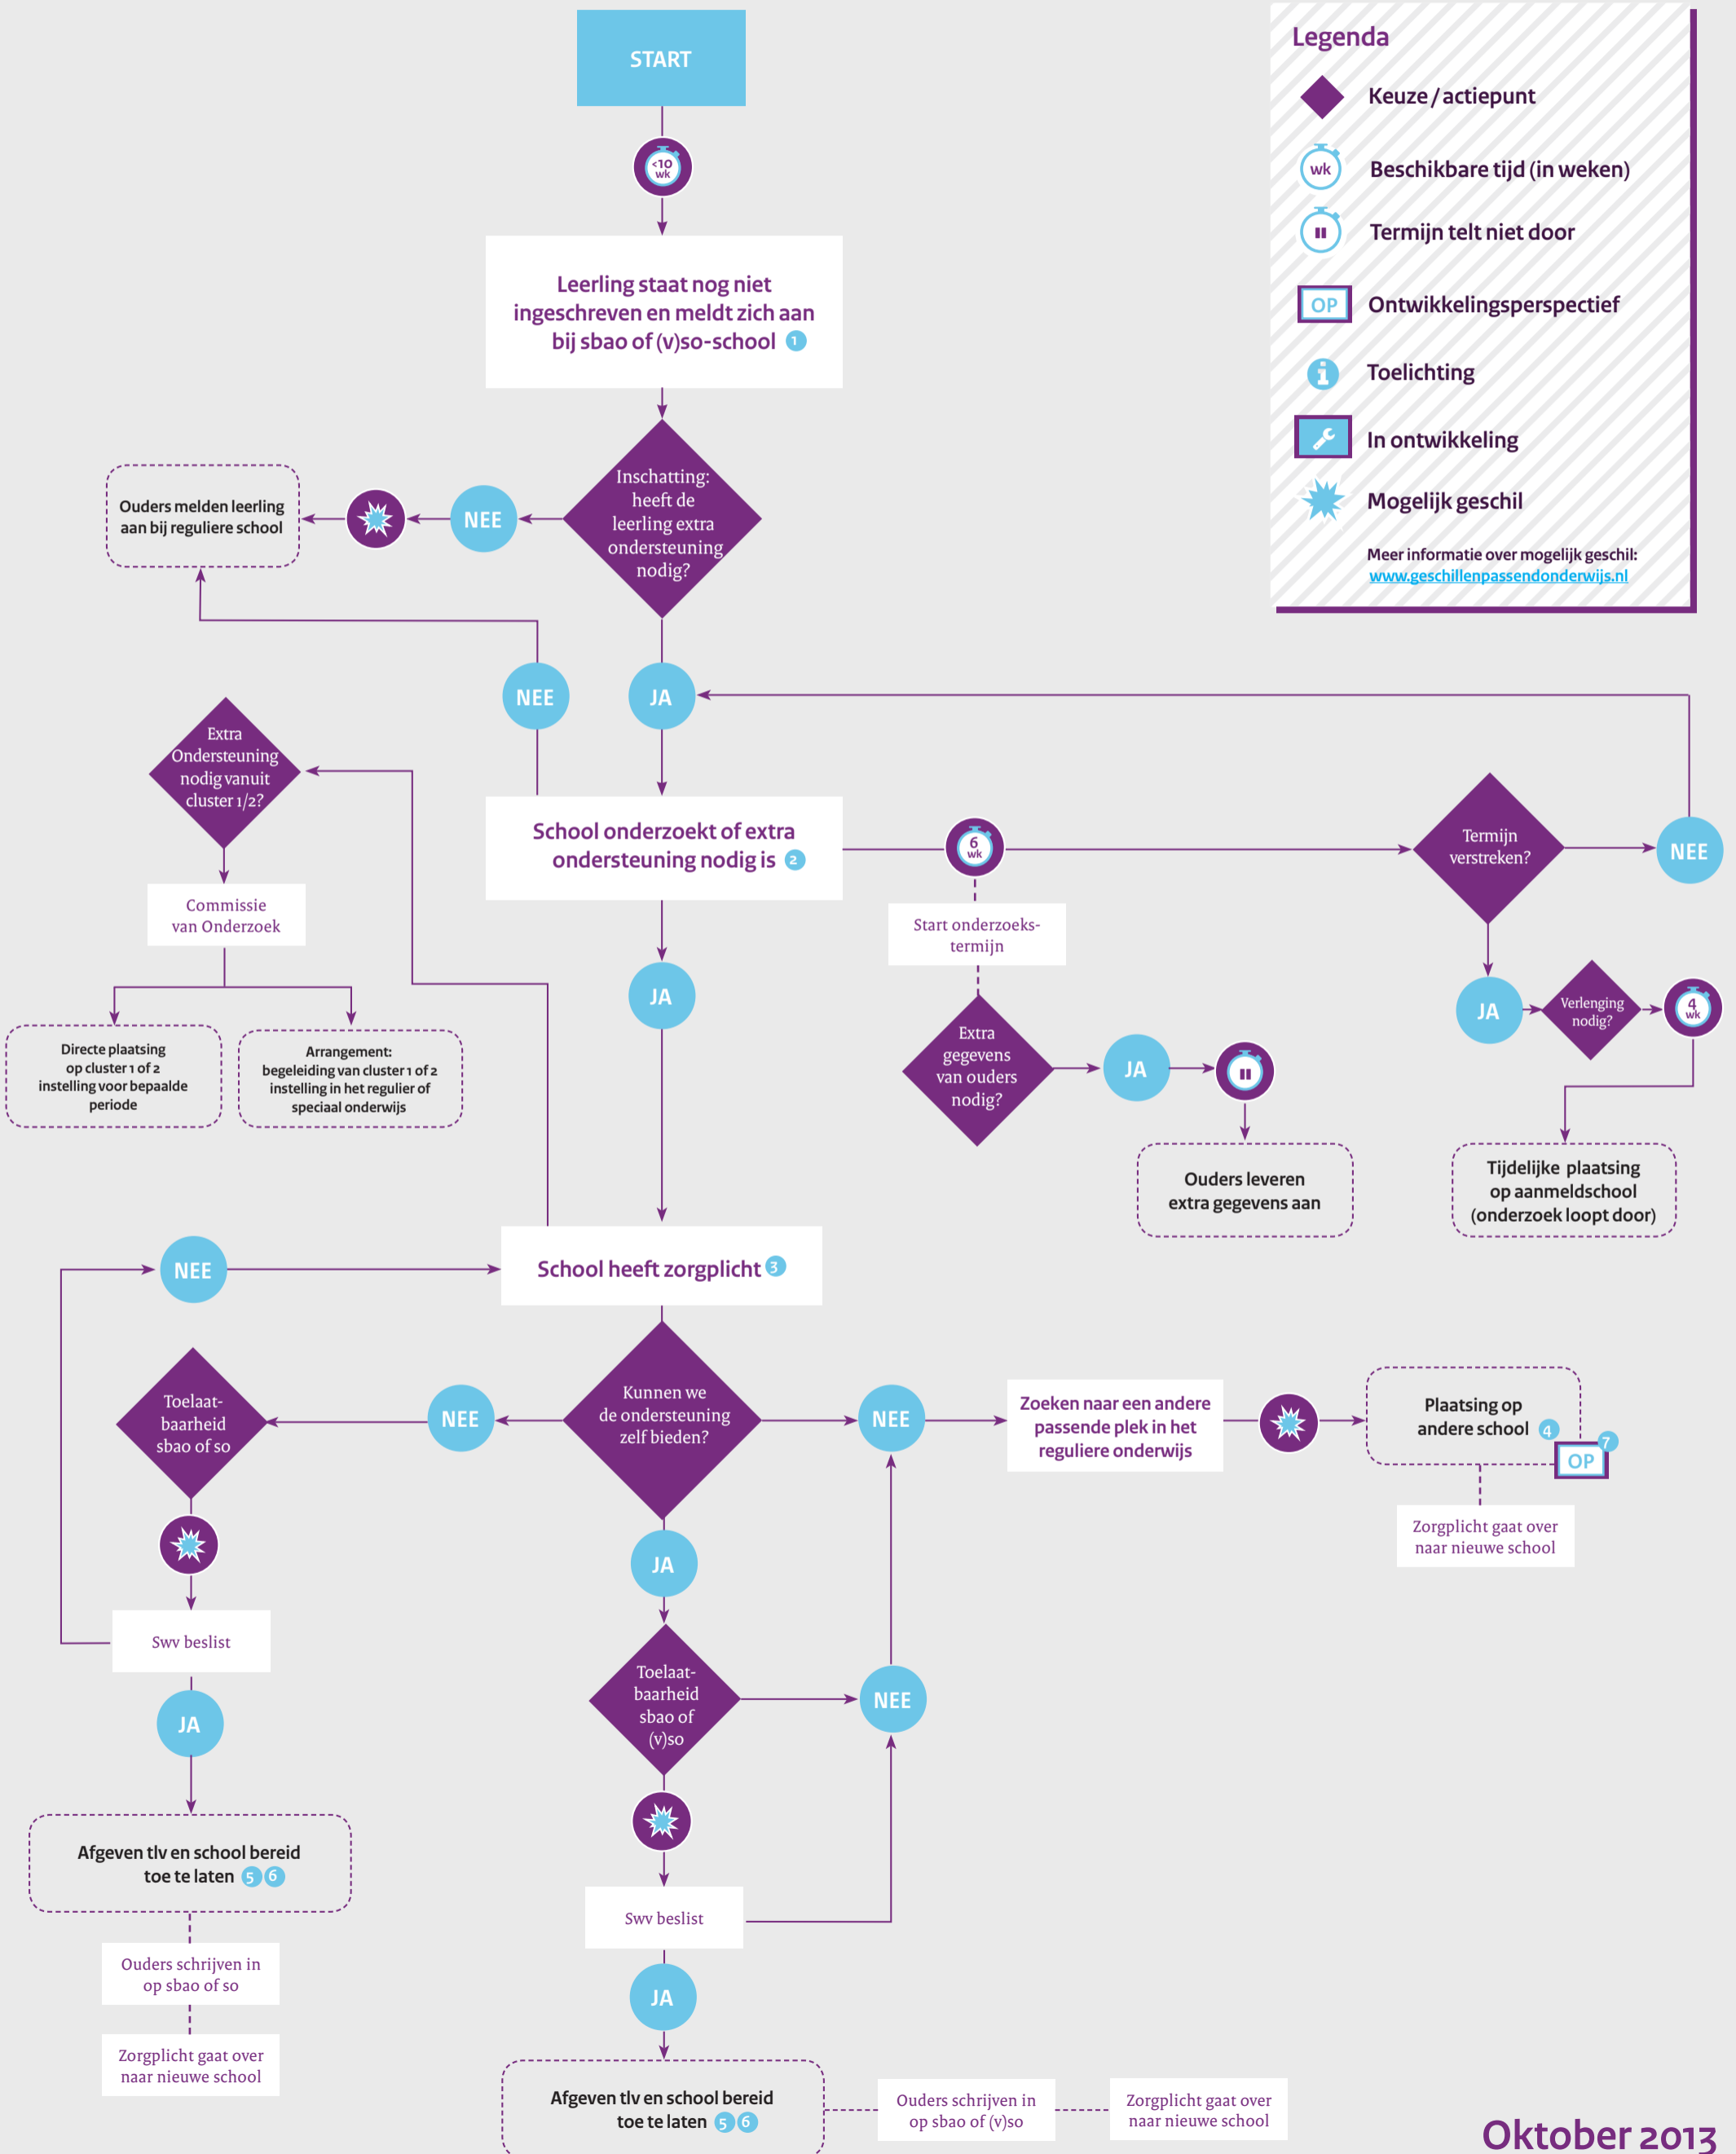 START
<10
wk
Leerling staat nog niet
ingeschreven en meldt zich aan
bij sbao of (v)so-school 1
Legenda
Keuze / actiepunt
wk
Beschikbare tijd (in weken)
Termijn telt niet door
OP
Ontwikkelingsperspectief
i
Toelichting
In ontwikkeling
Mogelijk geschil
Meer informatie over mogelijk geschil:
www.geschillenpassendonderwijs.nl
Inschatting:
heeft de
leerling extra
ondersteuning
nodig?
NEE
Ouders melden leerling
aan bij reguliere school
NEE
JA
Extra
Ondersteuning
nodig vanuit
cluster 1/2?
Commissie
van Onderzoek
Directe plaatsing
op cluster 1 of 2
instelling voor bepaalde
periode
Arrangement:
begeleiding van cluster 1 of 2
instelling in het regulier of
speciaal onderwijs
School onderzoekt of extra
ondersteuning nodig is 2
6
wk
Start onderzoeks-
termijn
Extra
gegevens
van ouders
nodig?
JA
Ouders leveren
extra gegevens aan
Termijn
verstreken?
NEE
JA
Verlenging
nodig?
4
wk
Tijdelijke plaatsing
op aanmeldschool
(onderzoek loopt door)
JA
NEE
School heeft zorgplicht 3
Toelaat-
baarheid
sbao of so
NEE
Kunnen we
de ondersteuning
zelf bieden?
NEE
Zoeken naar een andere
passende plek in het
reguliere onderwijs
Plaatsing op
andere school 4
7
OP
Zorgplicht gaat over
naar nieuwe school
Swv beslist
JA
Afgeven tlv en school bereid
toe te laten 5 6
Ouders schrijven in
op sbao of so
Zorgplicht gaat over
naar nieuwe school
JA
Toelaat-
baarheid
sbao of
(v)so
NEE
Swv beslist
JA
Afgeven tlv en school bereid
toe te laten 5 6
Ouders schrijven in
op sbao of (v)so
Zorgplicht gaat over
naar nieuwe school
Oktober 2013